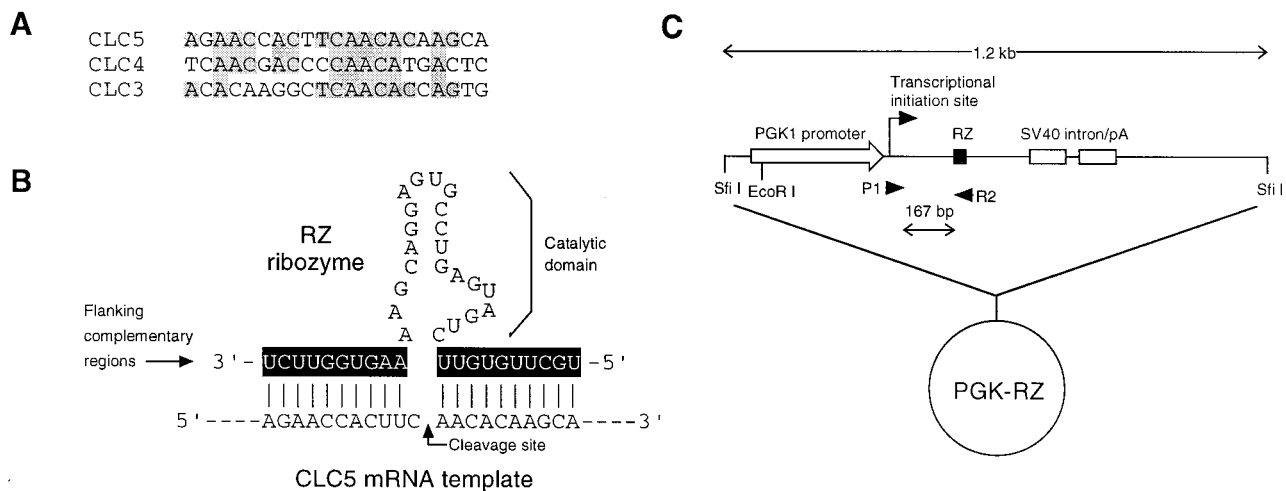 A
CLC5 AGAACCACTTCAACACAAGCA
CLC4 TCAACGACCCCAACATGACTC
CLC3 ACACAAGGCTCAACACCAGTG
B
RZ
ribozyme
A A G C A G G A G U G C C U G A G U A U G C
Catalytic
domain
Flanking
complementary
regions
3'-UCUUGGUGAA UUGUGUUCGU-5'
5'----AGAACCACUUC AACACAAGCA----3'
Cleavage site
CLC5 mRNA template
C
1.2 kb
Transcriptional
initiation site
PGK1 promoter
RZ
SV40 intron/pA
Sfi I
EcoR I
P1
R2
Sfi I
167 bp
PGK-RZ